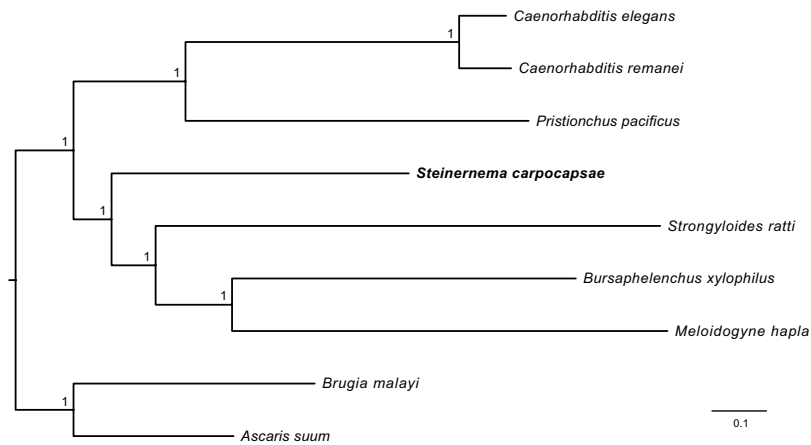 Caenorhabditis elegans
1
Caenorhabditis remanei
1
Pristionchus pacificus
1
Steinernema carpocapsae
1
Strongyloides ratti
1
Bursaphelenchus xylophilus
1
Meloidogyne hapla
Brugia malayi
1
Ascaris suum
0.1